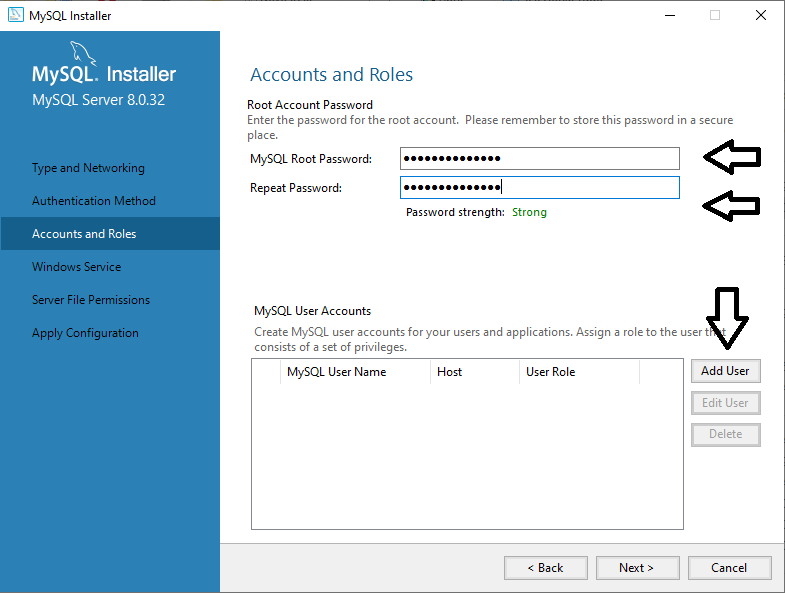 MySQL Installer
MySQL. Installer
MySQL Server 8.0.32
Type and Networking
Authentication Method
Accounts and Roles
Windows Service
Server File Permissions
Apply Configuration
Accounts and Roles
Root Account Password
Enter the password for the root account.  Please remember to store this password in a secure
place.
MySQL Root Password: ●●●●●●●●●●●●●●
Repeat Password: ●●●●●●●●●●●●●●
Password strength: Strong
MySQL User Accounts
Create MySQL user accounts for your users and applications. Assign a role to the user that
consists of a set of privileges.
MySQL User Name Host User Role
Add User
Edit User
Delete
< Back Next > Cancel